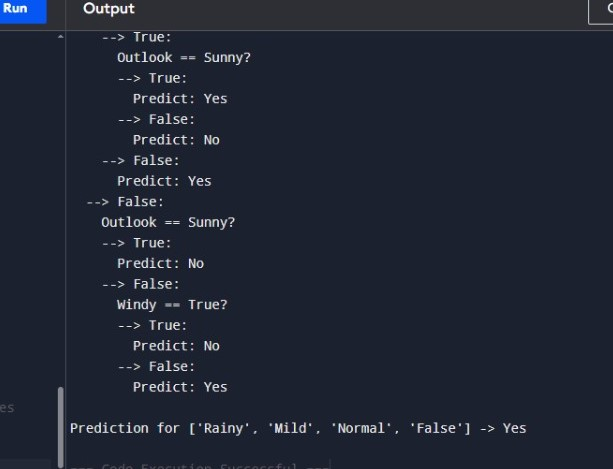 Run
Output
--> True:
Outlook == Sunny?
--> True:
Predict: Yes
--> False:
Predict: No
--> False:
Predict: Yes
--> False:
Outlook == Sunny?
--> True:
Predict: No
--> False:
Windy == True?
--> True:
Predict: No
--> False:
Predict: Yes
es
Prediction for ['Rainy', 'Mild', 'Normal', 'False'] -> Yes
=== Code Execution Successful ===